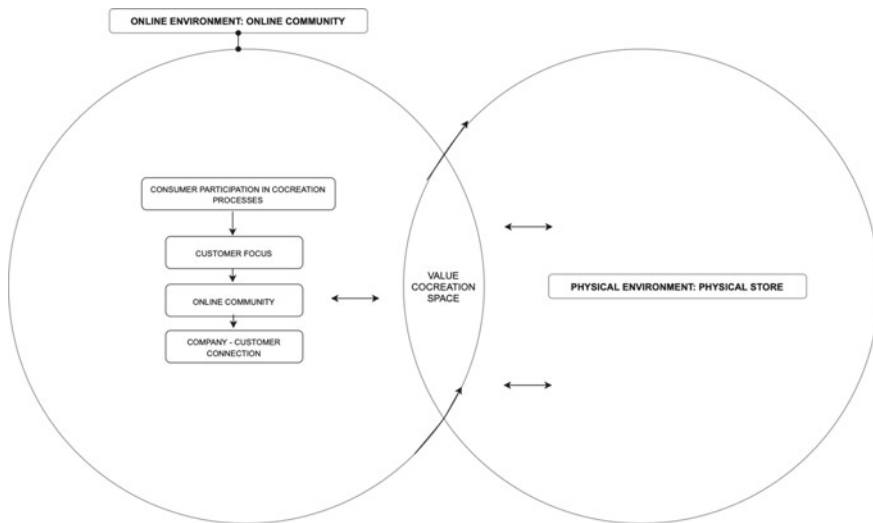 ONLINE ENVIRONMENT: ONLINE COMMUNITY
CONSUMER PARTICIPATION IN COCREATION
PROCESSES
CUSTOMER FOCUS
ONLINE COMMUNITY
COMPANY - CUSTOMER
CONNECTION
VALUE
COCREATION
SPACE
PHYSICAL ENVIRONMENT: PHYSICAL STORE